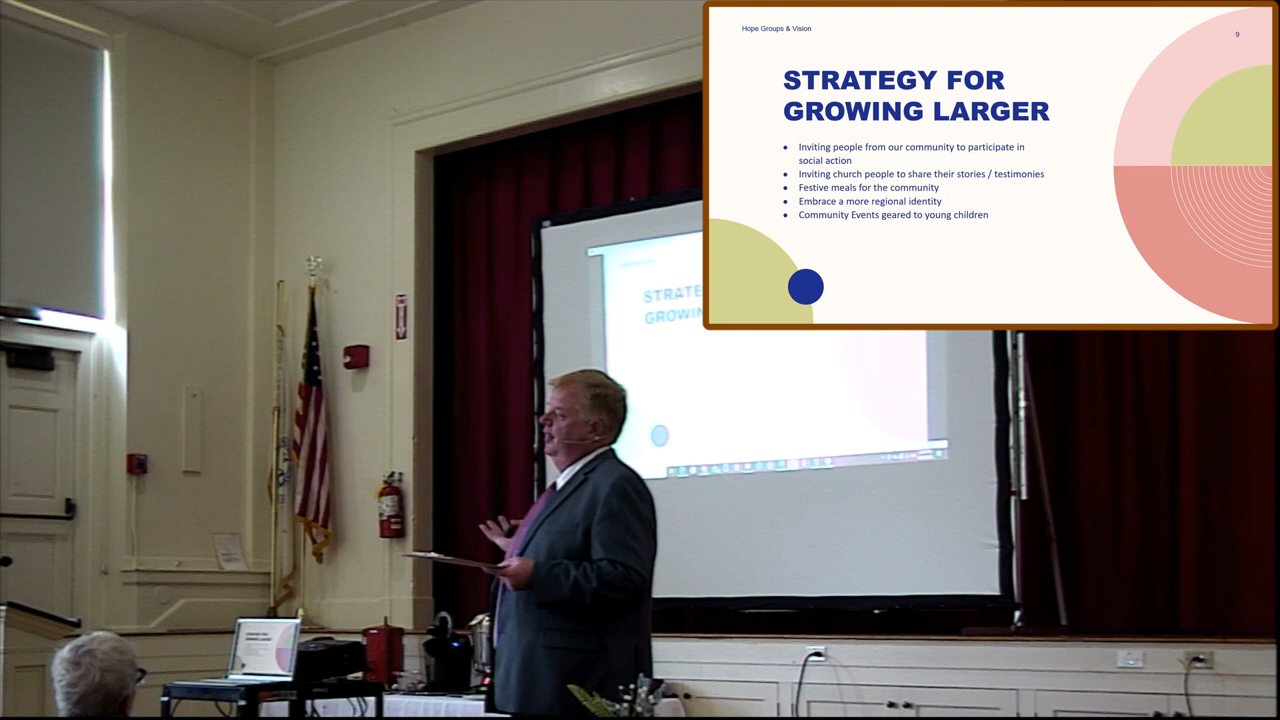 Hope Groups & Vision
9
STRATEGY FOR
GROWING LARGER
• Inviting people from our community to participate in
social action
• Inviting church people to share their stories / testimonies
• Festive meals for the community
• Embrace a more regional identity
• Community Events geared to young children
STRATE
GROWIN